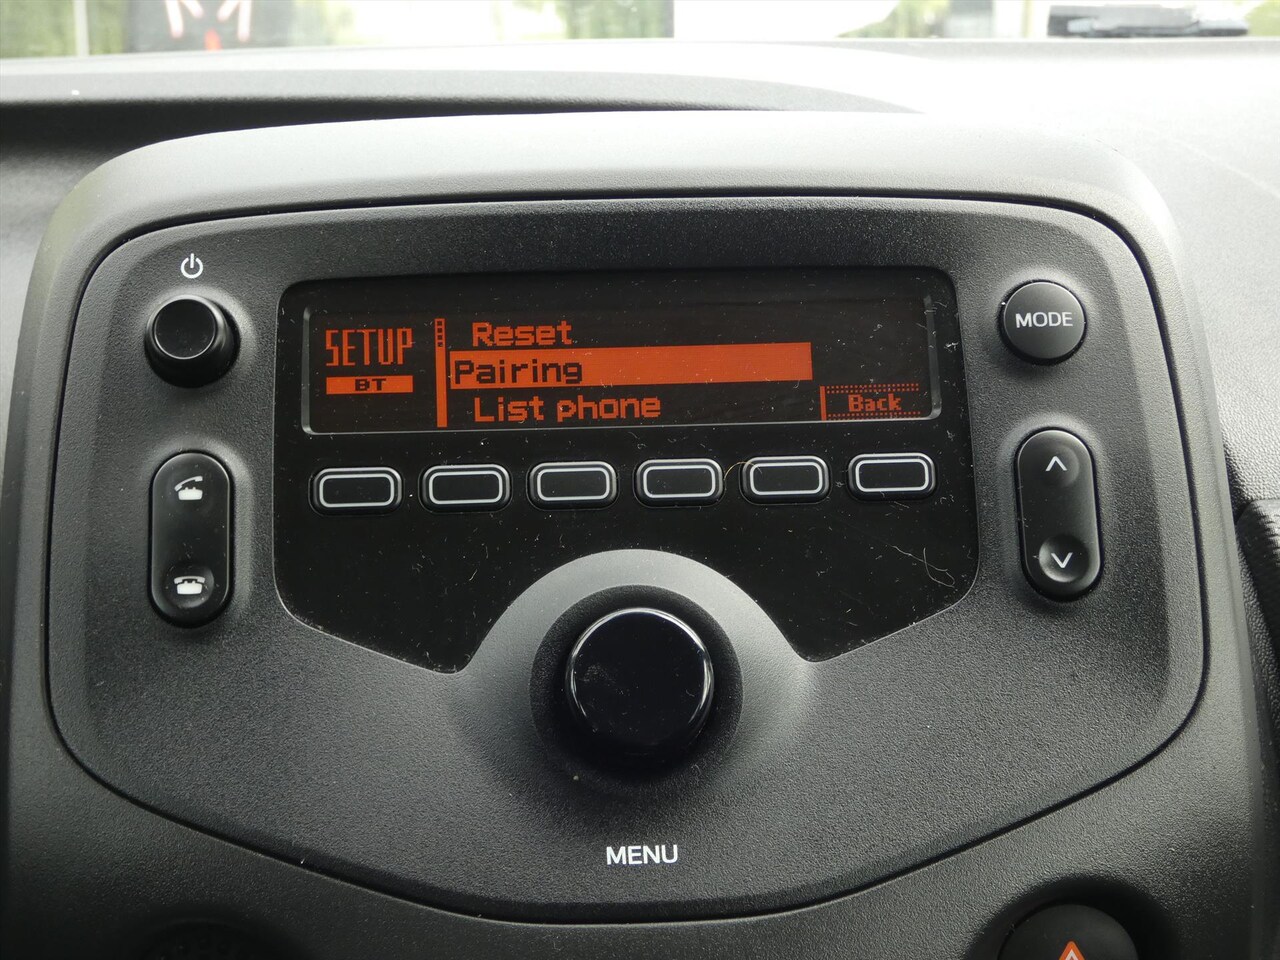 SETUP
BT
Reset
Pairing
List phone
Back
MODE
MENU